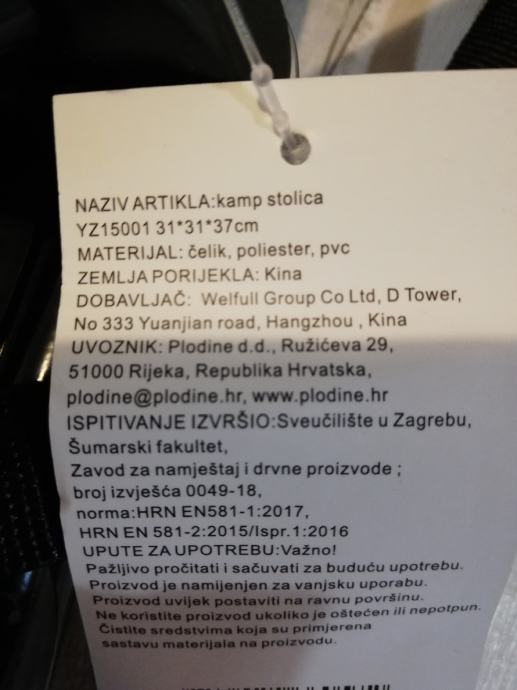 NAZIV ARTIKLA:kamp stolica
YZ15001 31*31*37cm
MATERIJAL: čelik, poliester, pvc
ZEMLJA PORIJEKLA: Kina
DOBAVLJAČ: Welfull Group Co Ltd, D Tower,
No 333 Yuanjian road, Hangzhou , Kina
UVOZNIK: Plodine d.d., Ružićeva 29,
51000 Rijeka, Republika Hrvatska,
plodine@plodine.hr, www.plodine.hr
ISPITIVANJE IZVRŠIO:Sveučilište u Zagrebu,
Šumarski fakultet,
Zavod za namještaj i drvne proizvode ;
broj izvješća 0049-18,
norma:HRN EN581-1:2017,
HRN EN 581-2:2015/Ispr.1:2016
UPUTE ZA UPOTREBU:Važno!
Pažljivo pročitati i sačuvati za buduću upotrebu.
Proizvod je namijenjen za vanjsku uporabu.
Proizvod uvijek postaviti na ravnu površinu.
Ne koristite proizvod ukoliko je oštećen ili nepotpun.
Čistite sredstvima koja su primjerena
sastavu materijala na proizvodu.